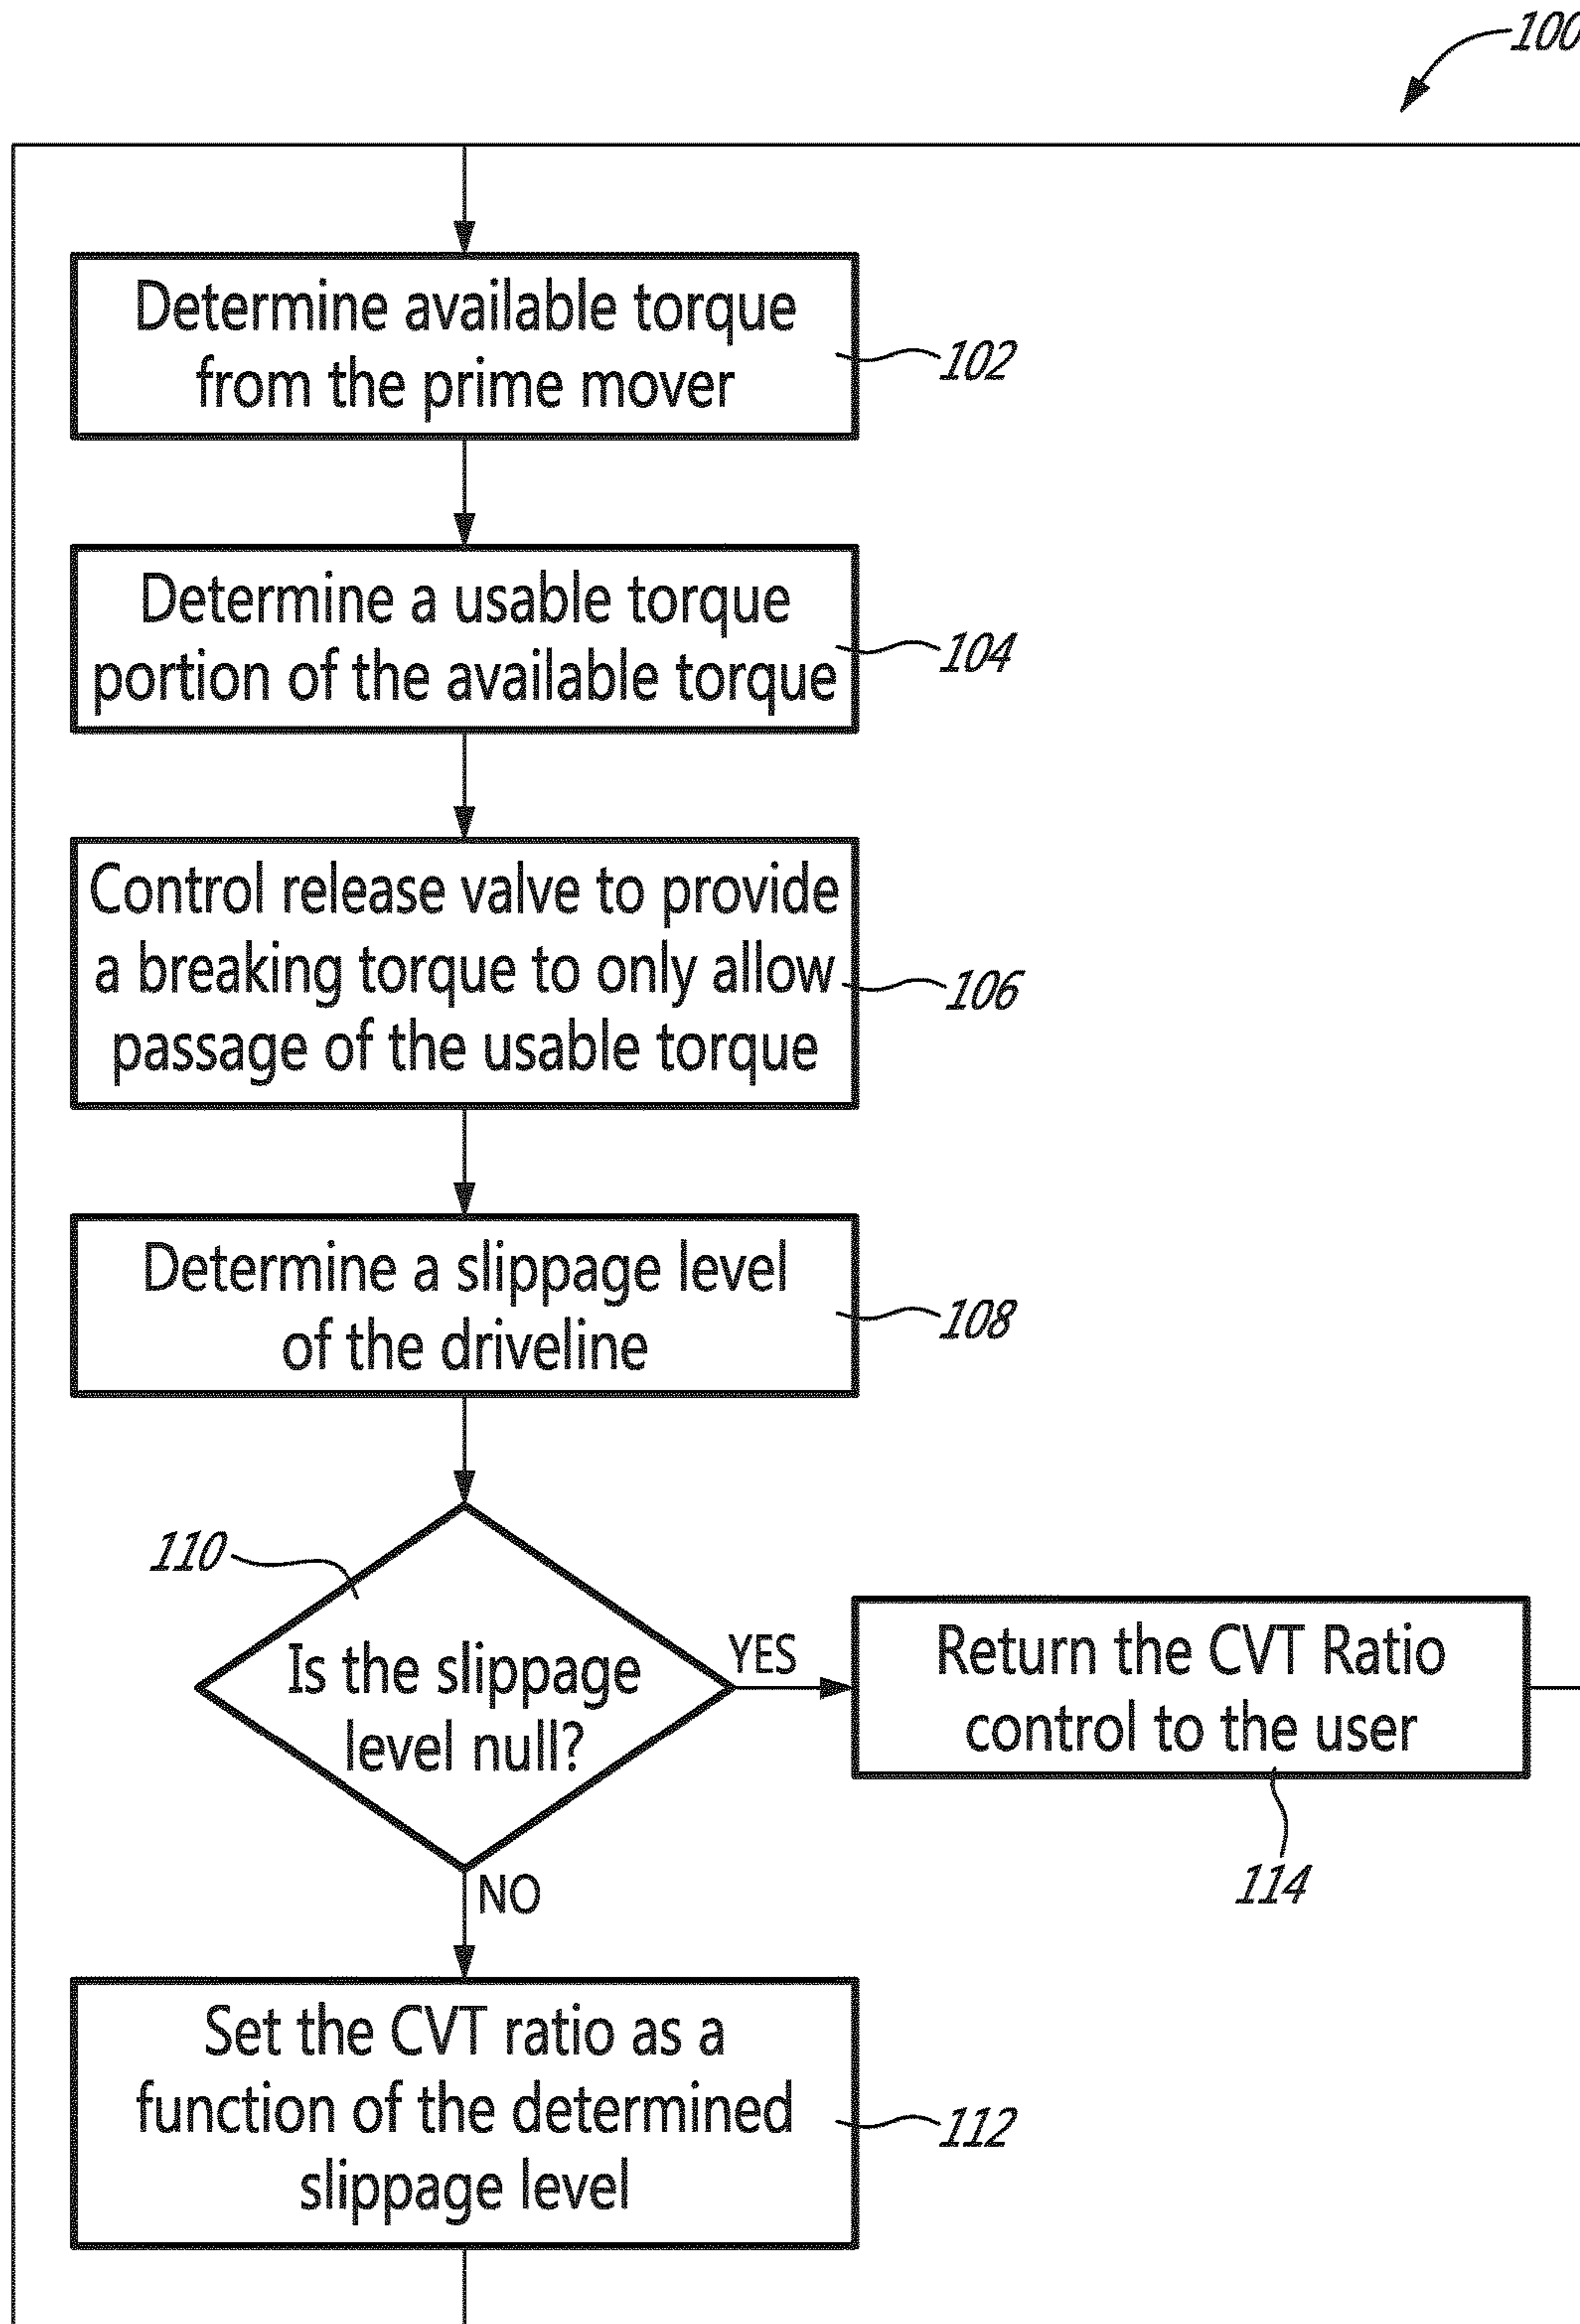 100
Determine available torque
from the prime mover
102
Determine a usable torque
portion of the available torque
104
Control release valve to provide
a breaking torque to only allow
passage of the usable torque
106
Determine a slippage level
of the driveline
108
110
Is the slippage
level null?
YES
Return the CVT Ratio
control to the user
114
NO
Set the CVT ratio as a
function of the determined
slippage level
112